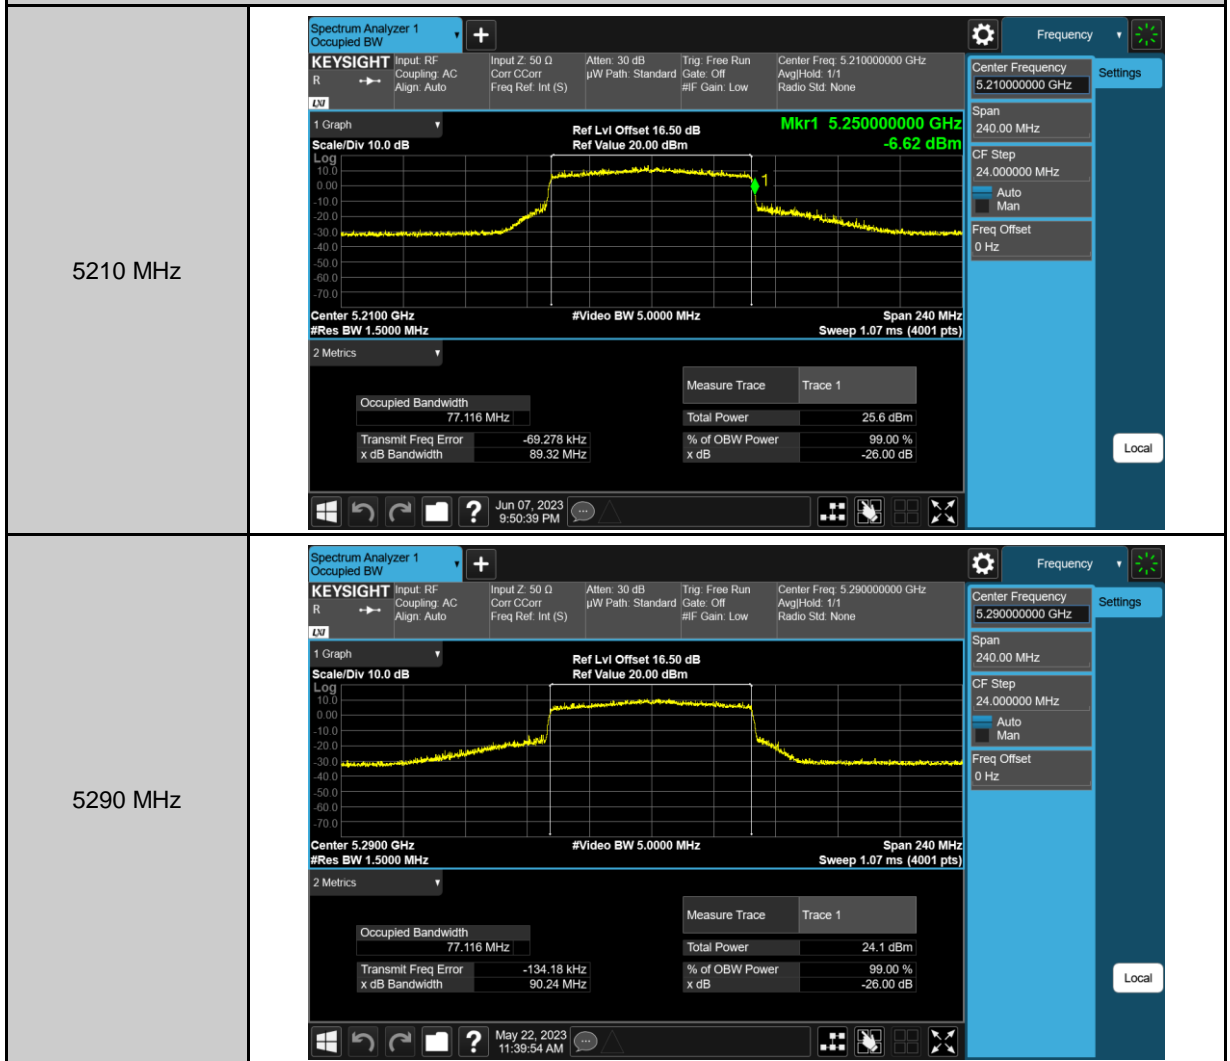 5210 MHz
Spectrum Analyzer 1
Occupied BW
+
Frequency
KEYSIGHT
R
LXI
Input: RF
Coupling: AC
Align: Auto
Input Z: 50 Ω
Corr CCorr
Freq Ref: Int (S)
Atten: 30 dB
µW Path: Standard
Trig: Free Run
Gate: Off
#IF Gain: Low
Center Freq: 5.210000000 GHz
Avg|Hold: 1/1
Radio Std: None
Center Frequency
5.210000000 GHz
Settings
Span
240.00 MHz
CF Step
24.000000 MHz
Auto
Man
Freq Offset
0 Hz
Local
1 Graph
Scale/Div 10.0 dB
Ref Lvl Offset 16.50 dB
Ref Value 20.00 dBm
Mkr1 5.250000000 GHz
-6.62 dBm
Log
10.0
0.00
-10.0
-20.0
-30.0
-40.0
-50.0
-60.0
-70.0
1
Center 5.2100 GHz
#Res BW 1.5000 MHz
#Video BW 5.0000 MHz
Span 240 MHz
Sweep 1.07 ms (4001 pts)
2 Metrics
Measure Trace Trace 1
Occupied Bandwidth
77.116 MHz
Total Power 25.6 dBm
Transmit Freq Error -69.278 kHz
% of OBW Power 99.00 %
x dB Bandwidth 89.32 MHz
x dB -26.00 dB
?
Jun 07, 2023
9:50:39 PM
5290 MHz
Spectrum Analyzer 1
Occupied BW
+
Frequency
KEYSIGHT
R
LXI
Input: RF
Coupling: AC
Align: Auto
Input Z: 50 Ω
Corr CCorr
Freq Ref: Int (S)
Atten: 30 dB
µW Path: Standard
Trig: Free Run
Gate: Off
#IF Gain: Low
Center Freq: 5.290000000 GHz
Avg|Hold: 1/1
Radio Std: None
Center Frequency
5.290000000 GHz
Settings
Span
240.00 MHz
CF Step
24.000000 MHz
Auto
Man
Freq Offset
0 Hz
Local
1 Graph
Scale/Div 10.0 dB
Ref Lvl Offset 16.50 dB
Ref Value 20.00 dBm
Log
10.0
0.00
-10.0
-20.0
-30.0
-40.0
-50.0
-60.0
-70.0
Center 5.2900 GHz
#Res BW 1.5000 MHz
#Video BW 5.0000 MHz
Span 240 MHz
Sweep 1.07 ms (4001 pts)
2 Metrics
Measure Trace Trace 1
Occupied Bandwidth
77.116 MHz
Total Power 24.1 dBm
Transmit Freq Error -134.18 kHz
% of OBW Power 99.00 %
x dB Bandwidth 90.24 MHz
x dB -26.00 dB
?
May 22, 2023
11:39:54 AM